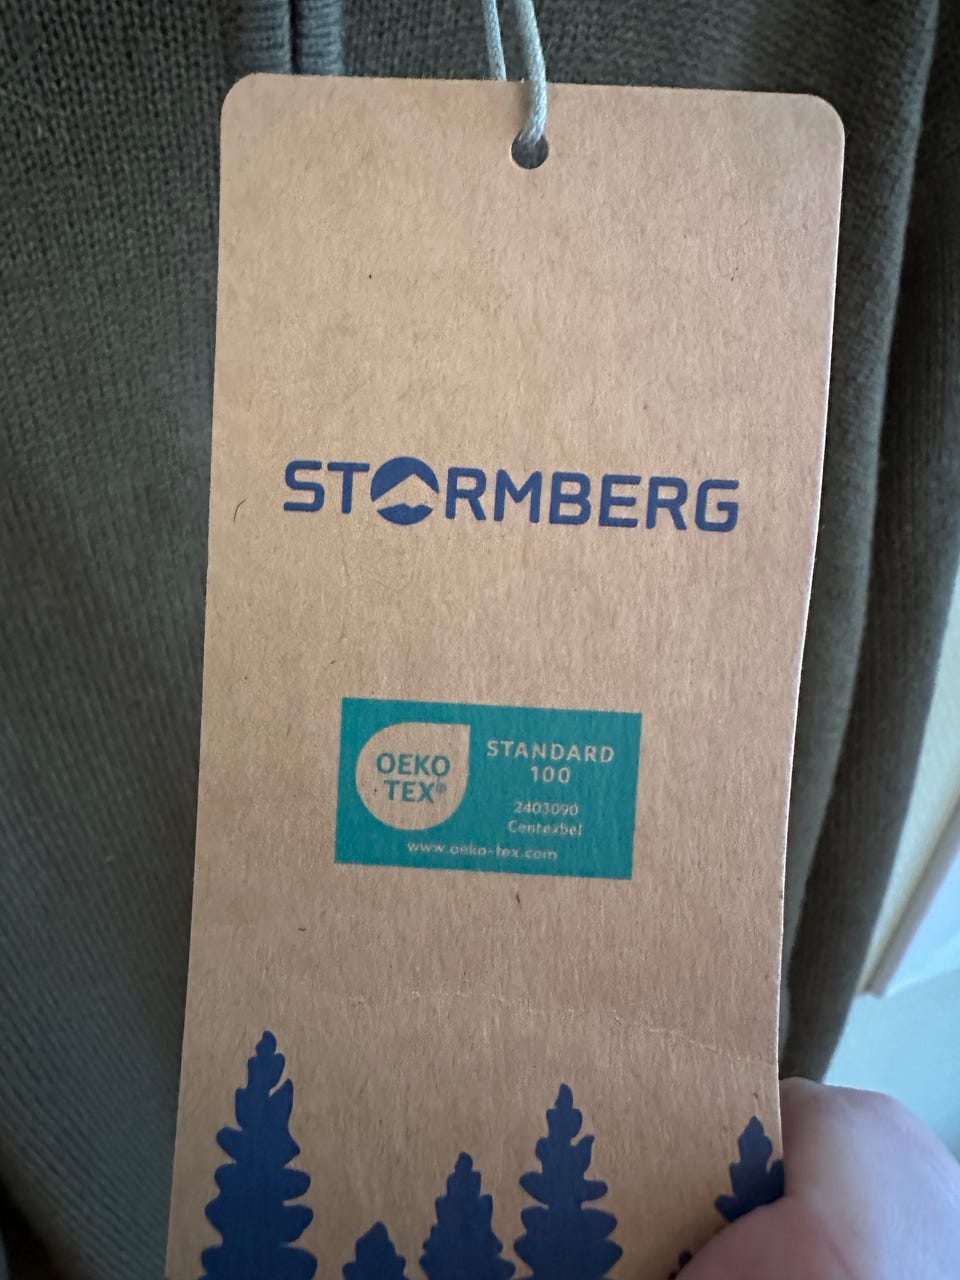 STORMBERG
OEKO
TEX®
STANDARD
100
2403090
Centexbel
www.oeko-tex.com